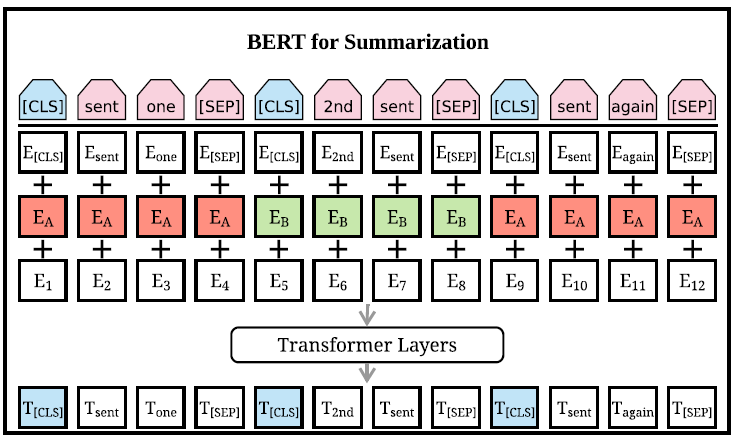 BERT for Summarization
[CLS] sent one [SEP] [CLS] 2nd sent [SEP] [CLS] sent again [SEP]
E[CLS] Esent Eone E[SEP] E[CLS] E2nd Esent E[SEP] E[CLS] Esent Eagain E[SEP]
+ + + + + + + + + + + +
EA EA EA EA EB EB EB EB EA EA EA EA
+ + + + + + + + + + + +
E1 E2 E3 E4 E5 E6 E7 E8 E9 E10 E11 E12
Transformer Layers
T[CLS] Tsent Tone T[SEP] T[CLS] T2nd Tsent T[SEP] T[CLS] Tsent Tagain T[SEP]